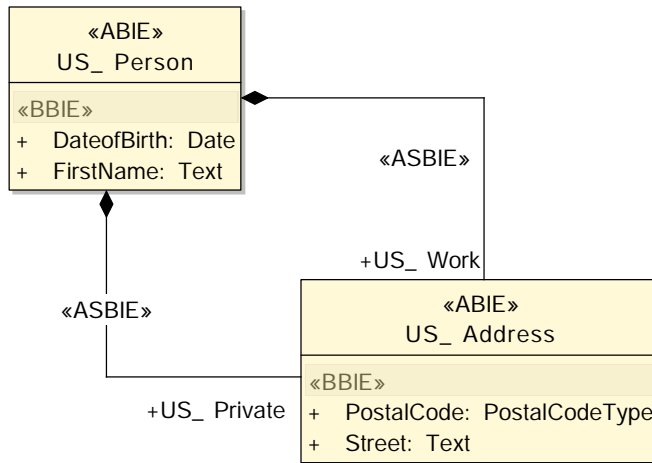 «ABIE»
US_ Person
«BBIE»
+ DateofBirth: Date
+ FirstName: Text
«ASBIE»
+US_ Work
«ASBIE»
«ABIE»
US_ Address
«BBIE»
+US_ Private
+ PostalCode: PostalCodeType
+ Street: Text